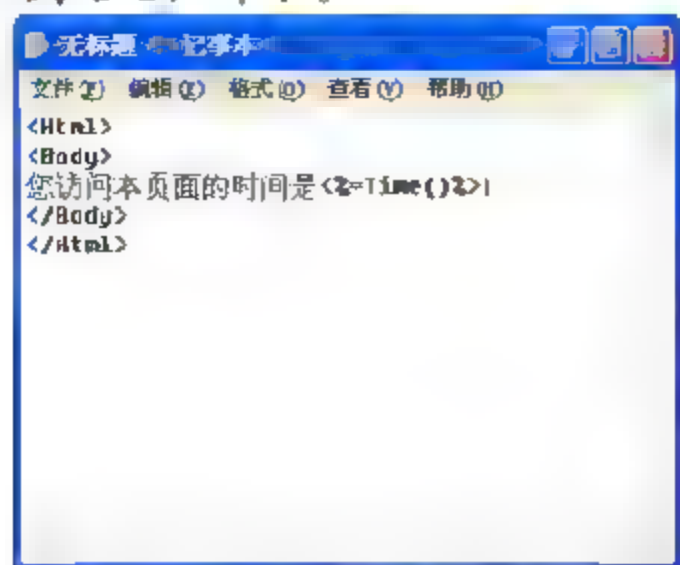 无标题 - 记事本
文件(F) 编辑(E) 格式(O) 查看(V) 帮助(H)
<Html>
<Body>
您访问本页面的时间是<%=Time()%>
</Body>
</Html>